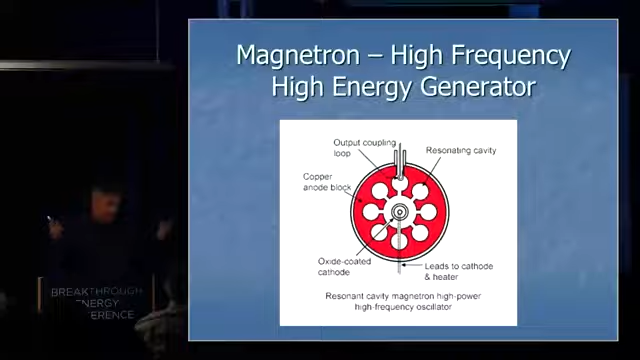 Magnetron – High Frequency
High Energy Generator
Output coupling
loop
Resonating cavity
Copper
anode block
Oxide-coated
cathode
Leads to cathode
& heater
Resonant cavity magnetron high-power
high-frequency oscillator
BREAKTHROUGH
ENERGY